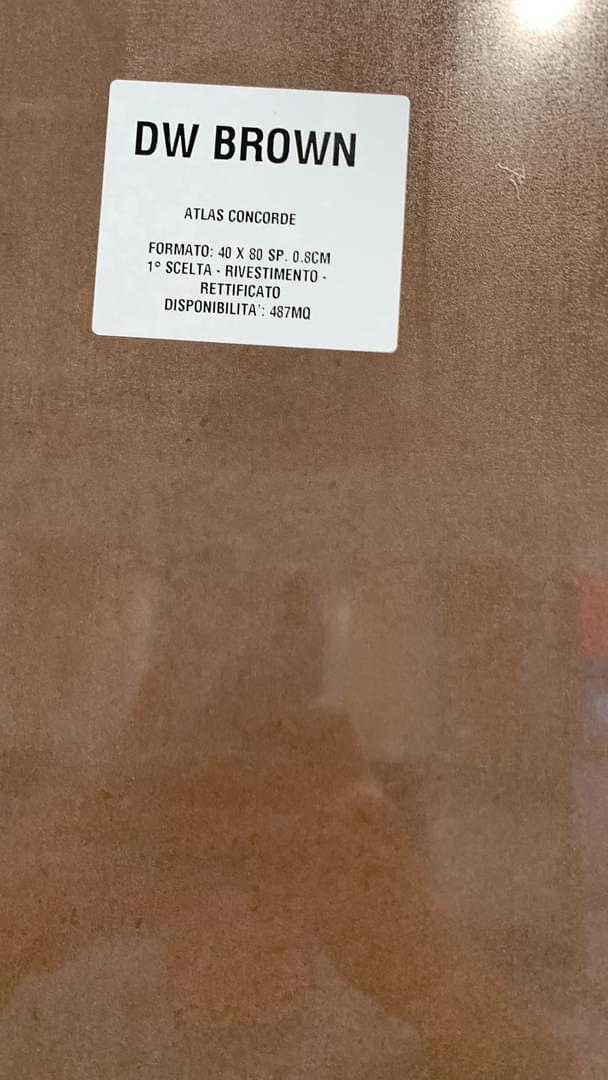 DW BROWN
ATLAS CONCORDE
FORMATO: 40 X 80 SP. 0.8CM
1° SCELTA - RIVESTIMENTO -
RETTIFICATO
DISPONIBILITA': 487MQ